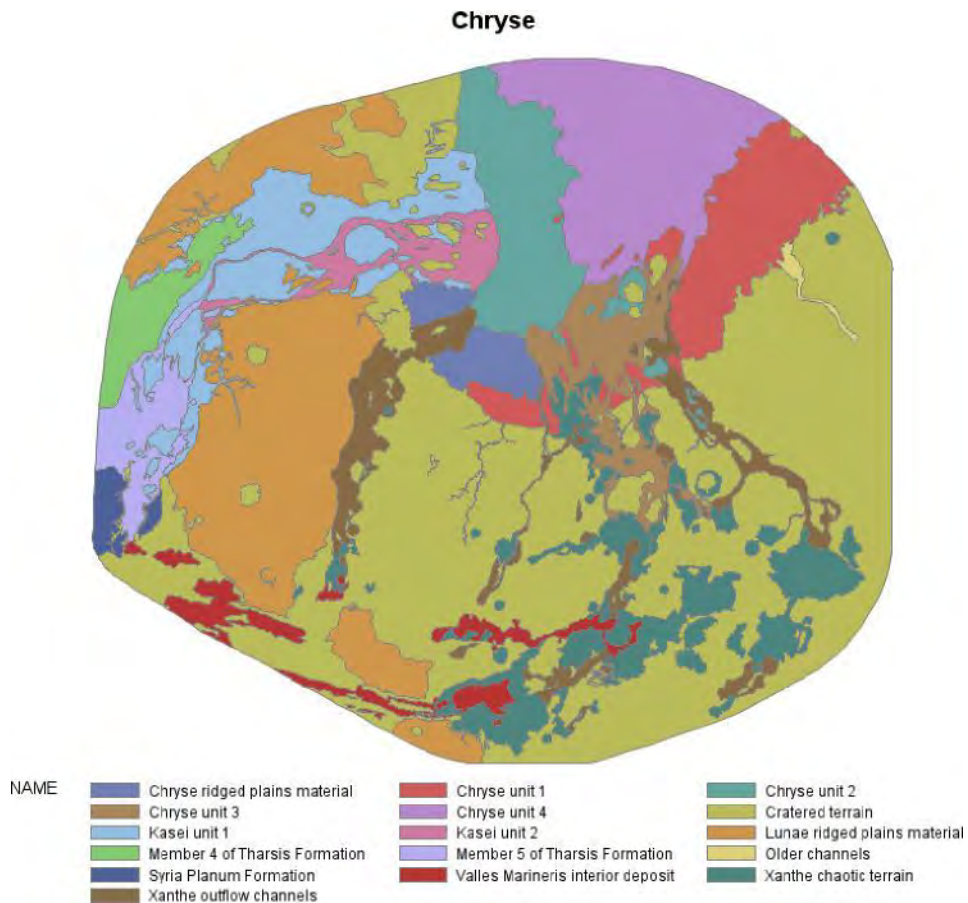 Chryse
NAME
Chryse ridged plains material Chryse unit 1 Chryse unit 2
Chryse unit 3 Chryse unit 4 Cratered terrain
Kasei unit 1 Kasei unit 2 Lunae ridged plains material
Member 4 of Tharsis Formation Member 5 of Tharsis Formation Older channels
Syria Planum Formation Valles Marineris interior deposit Xanthe chaotic terrain
Xanthe outflow channels